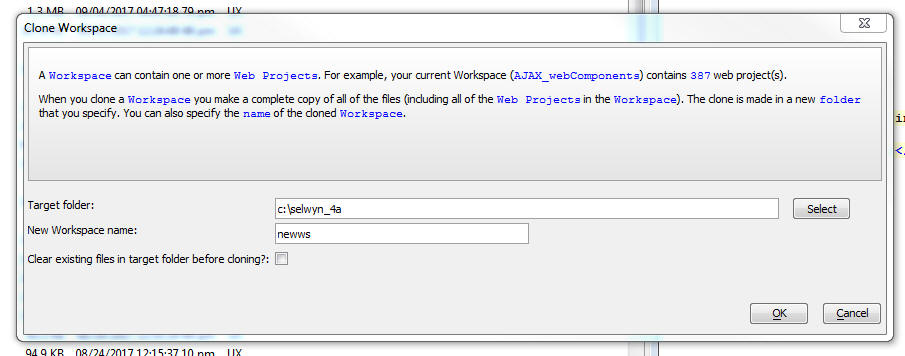 1.3 MB 09/04/2017 04:47:18.79 pm UX
Clone Workspace
A Workspace can contain one or more Web Projects. For example, your current Workspace (AJAX_webComponents) contains 387 web project(s).
When you clone a Workspace you make a complete copy of all of the files (including all of the Web Projects in the Workspace). The clone is made in a new folder
that you specify. You can also specify the name of the cloned Workspace.
Target folder: c:\selwyn_4a Select
New Workspace name: newws
Clear existing files in target folder before cloning?:
OK Cancel
94.9 KB 08/24/2017 12:15:37.10 pm UX